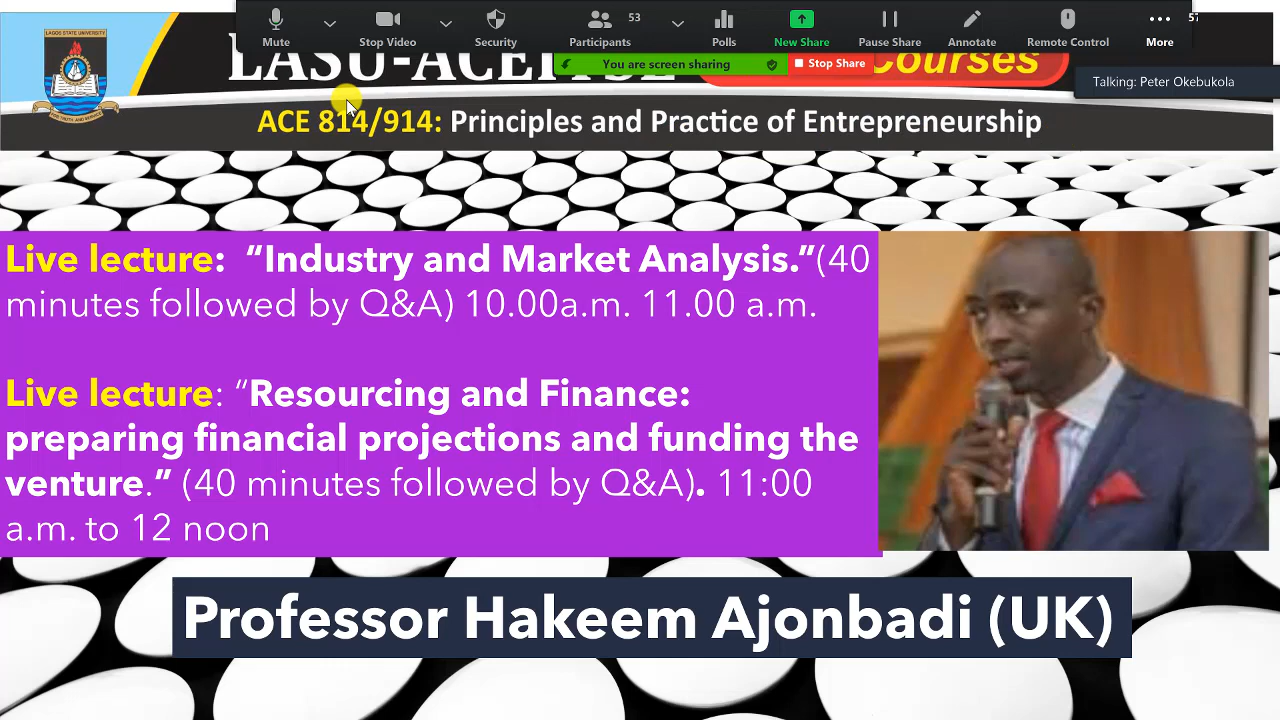 Mute
Stop Video
Security
Participants
53
Polls
New Share
Pause Share
Annotate
Remote Control
More
You are screen sharing
Stop Share
Talking: Peter Okebukola
LAGOS STATE UNIVERSITY
Courses
ACE 814/914: Principles and Practice of Entrepreneurship
Live lecture: “Industry and Market Analysis.”(40
minutes followed by Q&A) 10.00a.m. 11.00 a.m.
Live lecture: “Resourcing and Finance:
preparing financial projections and funding the
venture.” (40 minutes followed by Q&A). 11:00
a.m. to 12 noon
Professor Hakeem Ajonbadi (UK)